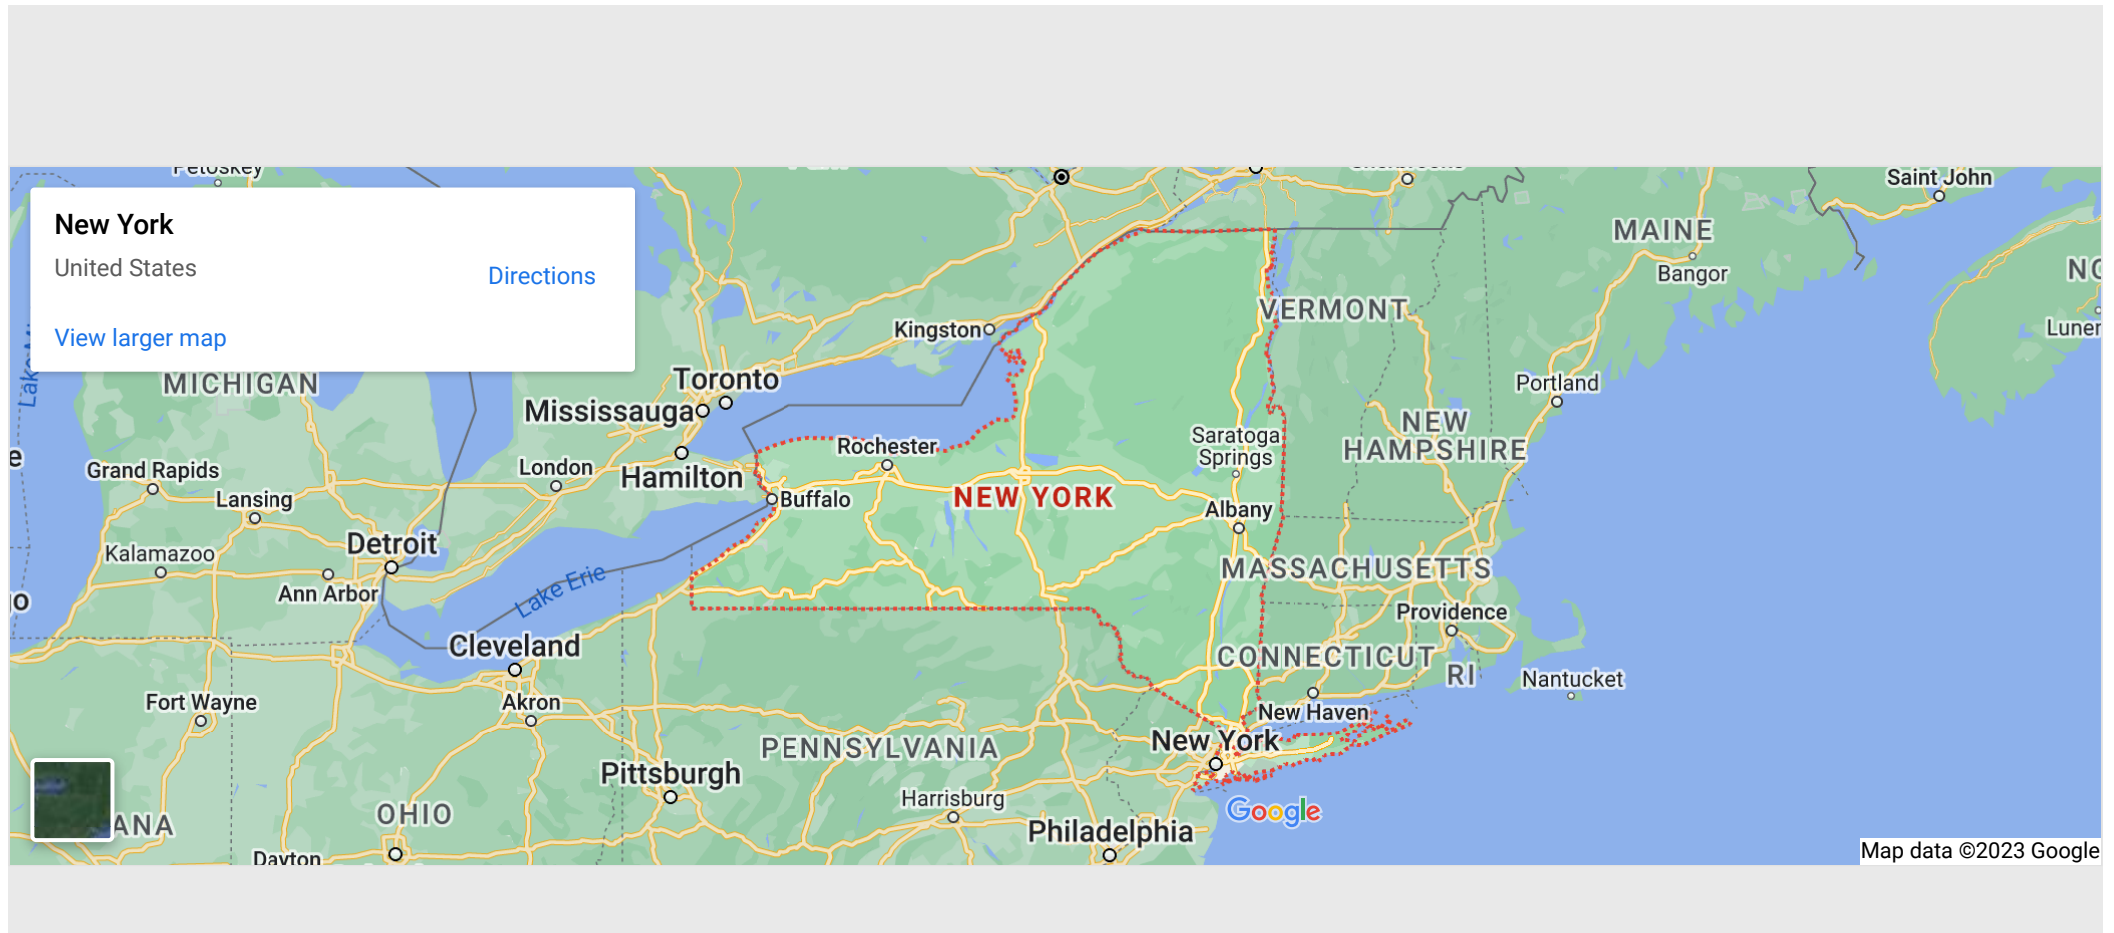 Petoskey
New York
United States
Directions
View larger map
MICHIGAN
Grand Rapids
Lansing
Kalamazoo
Ann Arbor
Detroit
London
Toronto
Mississauga
Hamilton
Kingston
Lake Erie
Cleveland
Akron
Fort Wayne
OHIO
Dayton
Pittsburgh
PENNSYLVANIA
Harrisburg
Philadelphia
Buffalo
Rochester
NEW YORK
Saratoga
Springs
Albany
VERMONT
NEW
HAMPSHIRE
MAINE
Bangor
Portland
Saint John
MASSACHUSETTS
Providence
CONNECTICUT
RI
Nantucket
New Haven
New York
Google
Map data ©2023 Google